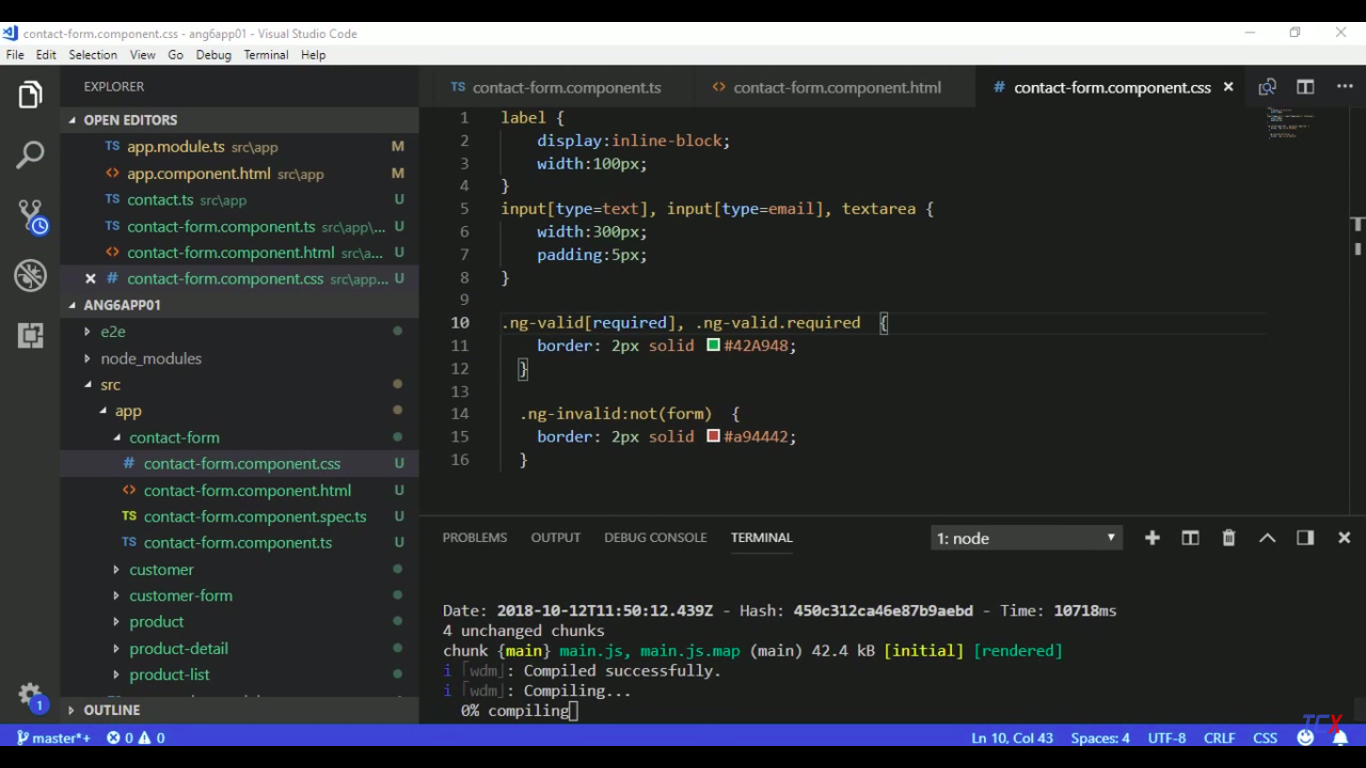 contact-form.component.css - ang6app01 - Visual Studio Code
File Edit Selection View Go Debug Terminal Help
EXPLORER
OPEN EDITORS
TS app.module.ts src\app M
<> app.component.html src\app M
TS contact.ts src\app U
TS contact-form.component.ts src\app\... U
<> contact-form.component.html src\a... U
# contact-form.component.css src\app... U
ANG6APP01
e2e
node_modules
src
app
contact-form
# contact-form.component.css U
<> contact-form.component.html U
TS contact-form.component.spec.ts U
TS contact-form.component.ts U
customer
customer-form
product
product-detail
product-list
OUTLINE
1
TS contact-form.component.ts <> contact-form.component.html # contact-form.component.css
1 label {
2 display:inline-block;
3 width:100px;
4 }
5 input[type=text], input[type=email], textarea {
6 width:300px;
7 padding:5px;
8 }
9
10 .ng-valid[required], .ng-valid.required {
11 border: 2px solid #42A948;
12 }
13
14 .ng-invalid:not(form) {
15 border: 2px solid #a94442;
16 }
PROBLEMS OUTPUT DEBUG CONSOLE TERMINAL 1: node
Date: 2018-10-12T11:50:12.439Z - Hash: 450c312ca46e87b9aebd - Time: 10718ms
4 unchanged chunks
chunk {main} main.js, main.js.map (main) 42.4 kB [initial] [rendered]
i ｢wdm｣: Compiled successfully.
i ｢wdm｣: Compiling...
0% compiling
TCX
master*+ 0 0 Ln 10, Col 43 Spaces: 4 UTF-8 CRLF CSS